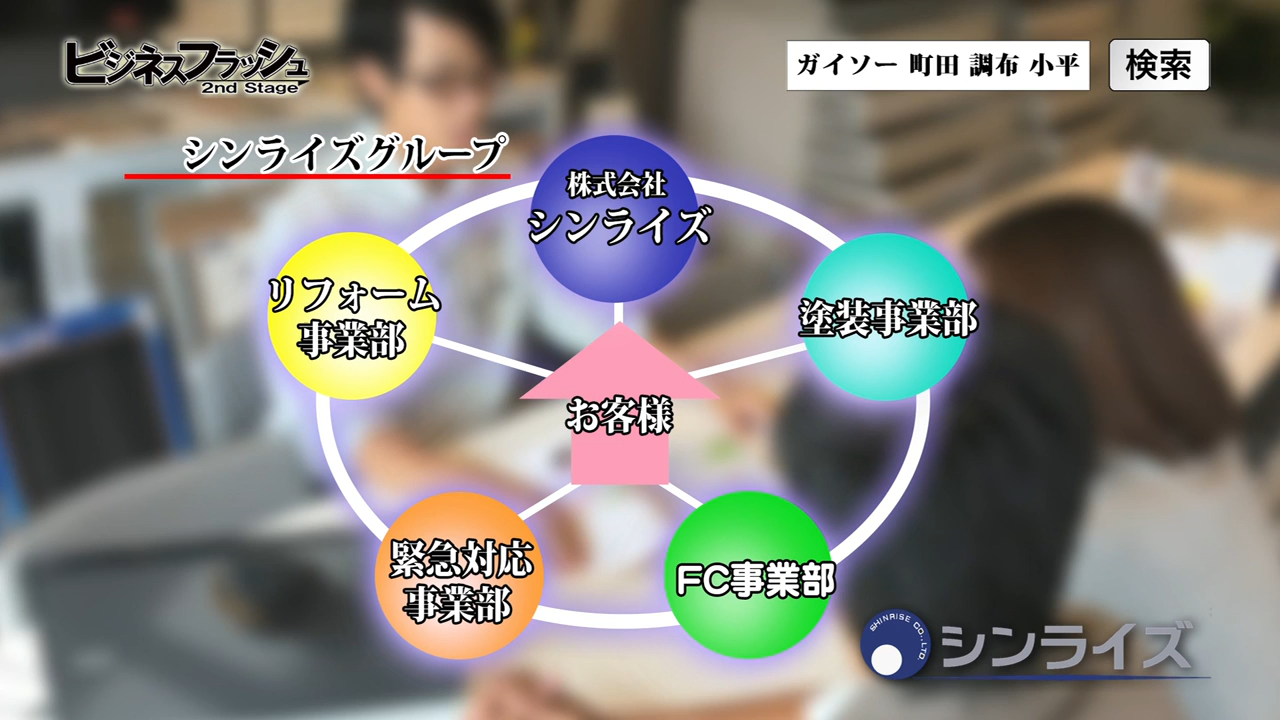 ビジネスフラッシュ
2nd Stage
ガイソー 町田 調布 小平
検索
シンライズグループ
株式会社
シンライズ
リフォーム
事業部
塗装事業部
お客様
緊急対応
事業部
FC事業部
SHINRISE CO.,LTD.
シンライズ